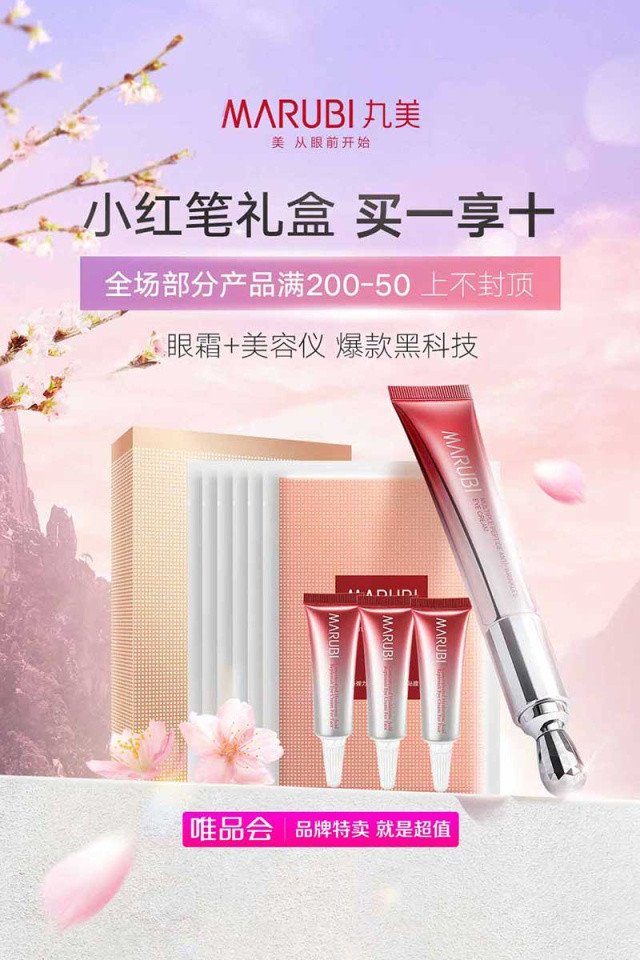 MARUBI 丸美
美 从眼前开始
小红笔礼盒 买一享十
全场部分产品满200-50 上不封顶
眼霜+美容仪 爆款黑科技
MARUBI
EYE CREAM
MARUBI
MARUBI
MARUBI
MARUBI
唯品会 品牌特卖 就是超值